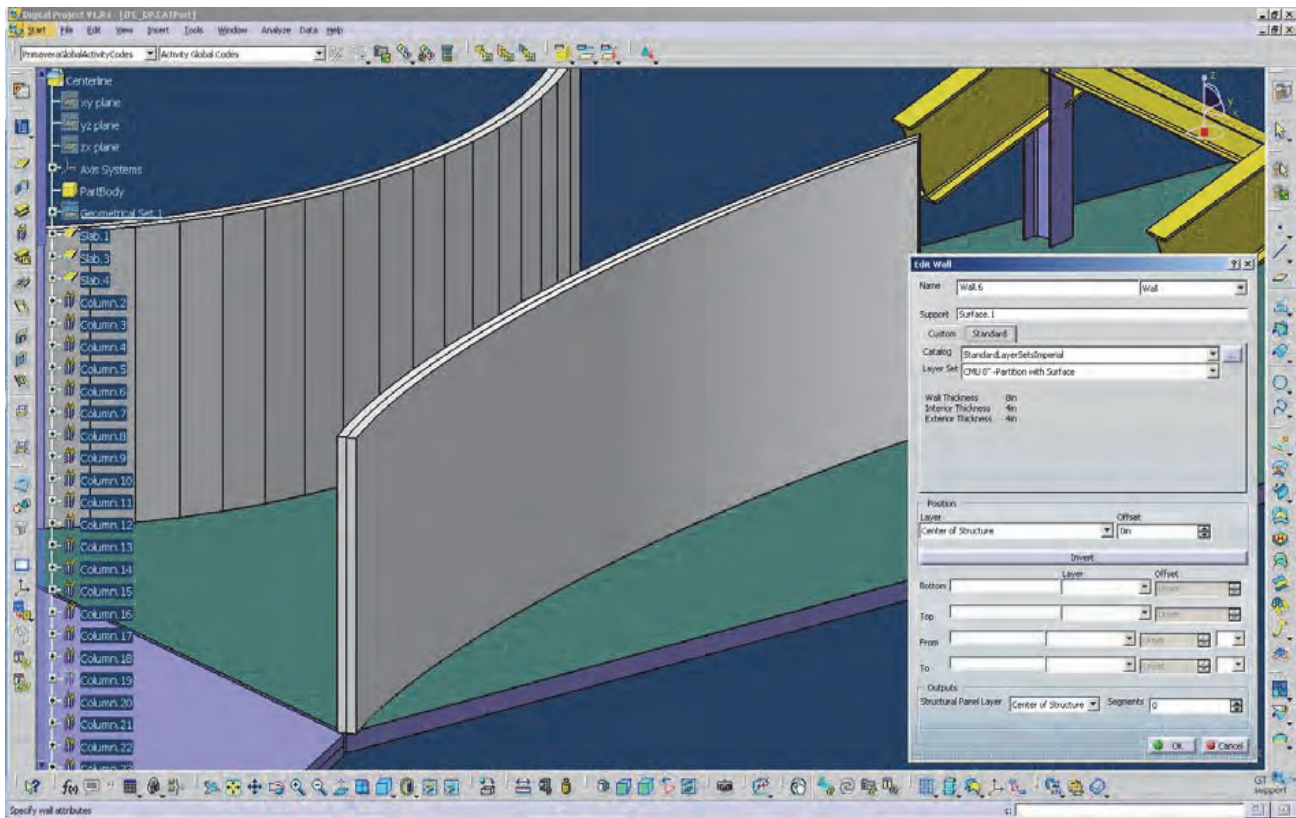 Digital Project V1,R4 - [IFC_DP.CATPart]
Start File Edit View Insert Tools Window Analyze Data Help
PrimaveraGlobalActivityCodes Activity Global Codes
Centerline
xy plane
yz plane
zx plane
Axis Systems
PartBody
Geometrical Set.1
Slab.1
Slab.3
Slab.4
Column.2
Column.3
Column.4
Column.5
Column.6
Column.7
Column.8
Column.9
Column.10
Column.11
Column.12
Column.13
Column.14
Column.15
Column.16
Column.17
Column.18
Column.19
Column.20
Column.21
Column.22
z
y
x
Edit Wall
Name Wall.6 Wall
Support Surface.1
Custom Standard
Catalog StandardLayerSetsImperial ...
Layer Set CMU 8" -Partition with Surface
Wall Thickness 8in
Interior Thickness 4in
Exterior Thickness 4in
Position
Layer Offset
Center of Structure 0in
Invert
Layer Offset
Bottom
Top
From
To
Outputs
Structural Panel Layer Center of Structure Segments 0
OK Cancel
f(x)
GT
support
Specify wall attributes
c: